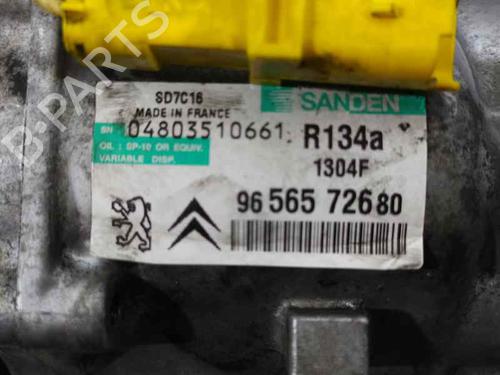 SD7C16
MADE IN FRANCE
SANDEN
SN 04803510661
R134a
OIL : SP-10 OR EQUIV.
VARIABLE DISP.
1304F
96 565 726 80